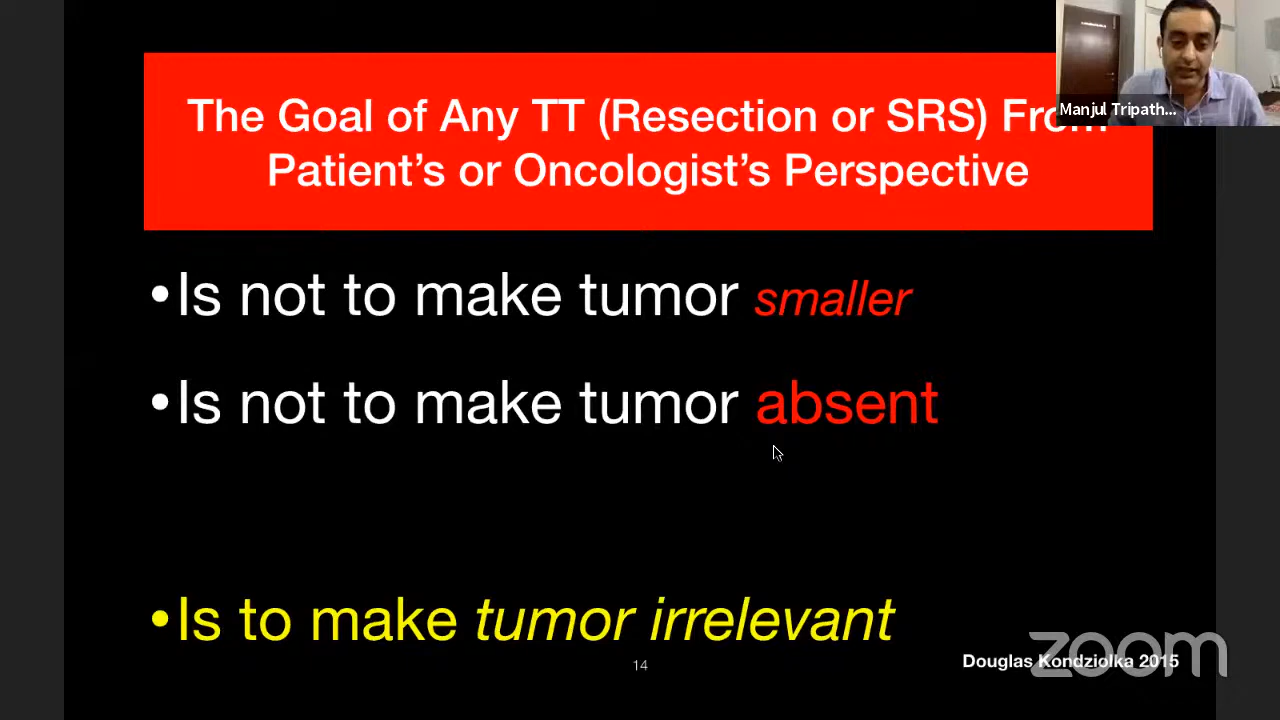 The Goal of Any TT (Resection or SRS) From
Patient's or Oncologist's Perspective
Manjul Tripath...
•Is not to make tumor smaller
•Is not to make tumor absent
•Is to make tumor irrelevant
14
Douglas Kondziolka 2015
zoom